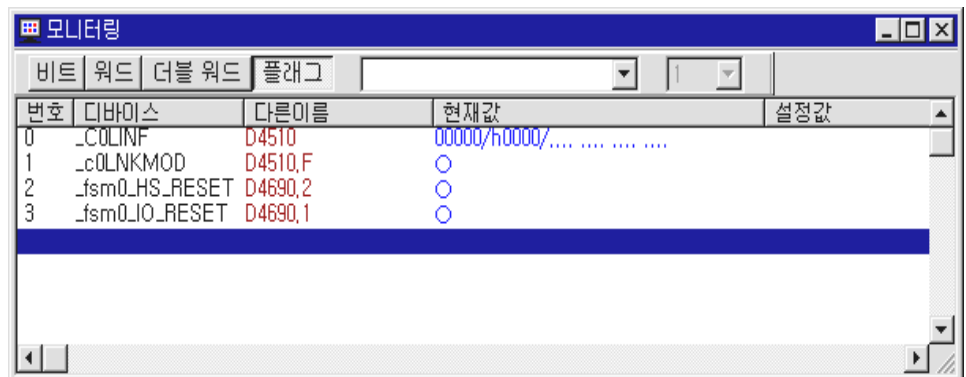 모니터링
비트 워드 더블 워드 플래그 1
번호 디바이스 다른이름 현재값 설정값
0 _C0LINF D4510 00000/h0000/.... .... .... ....
1 _c0LNKMOD D4510,F
2 _fsm0_HS_RESET D4690,2
3 _fsm0_IO_RESET D4690,1